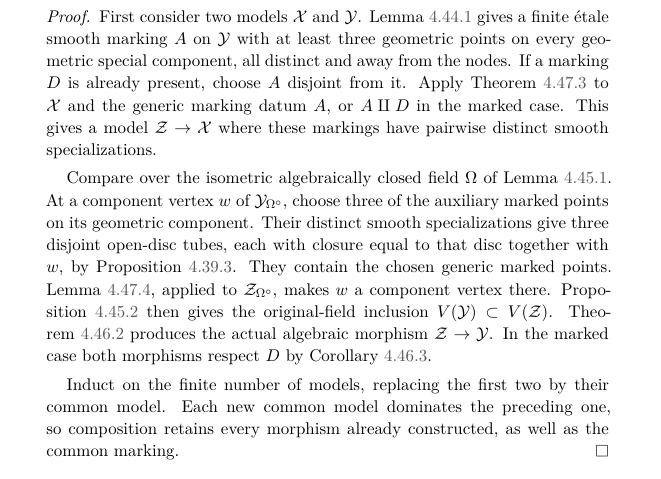 Proof. First consider two models 𝒳 and 𝒴. Lemma 4.44.1 gives a finite étale
smooth marking A on 𝒴 with at least three geometric points on every geo-
metric special component, all distinct and away from the nodes. If a marking
D is already present, choose A disjoint from it. Apply Theorem 4.47.3 to
𝒳 and the generic marking datum A, or A ⨿ D in the marked case. This
gives a model 𝒵 → 𝒳 where these markings have pairwise distinct smooth
specializations.
Compare over the isometric algebraically closed field Ω of Lemma 4.45.1.
At a component vertex w of 𝒴_{Ω°}, choose three of the auxiliary marked points
on its geometric component. Their distinct smooth specializations give three
disjoint open-disc tubes, each with closure equal to that disc together with
w, by Proposition 4.39.3. They contain the chosen generic marked points.
Lemma 4.47.4, applied to 𝒵_{Ω°}, makes w a component vertex there. Propo-
sition 4.45.2 then gives the original-field inclusion V(𝒴) ⊂ V(𝒵). Theo-
rem 4.46.2 produces the actual algebraic morphism 𝒵 → 𝒴. In the marked
case both morphisms respect D by Corollary 4.46.3.
Induct on the finite number of models, replacing the first two by their
common model. Each new common model dominates the preceding one,
so composition retains every morphism already constructed, as well as the
common marking. □